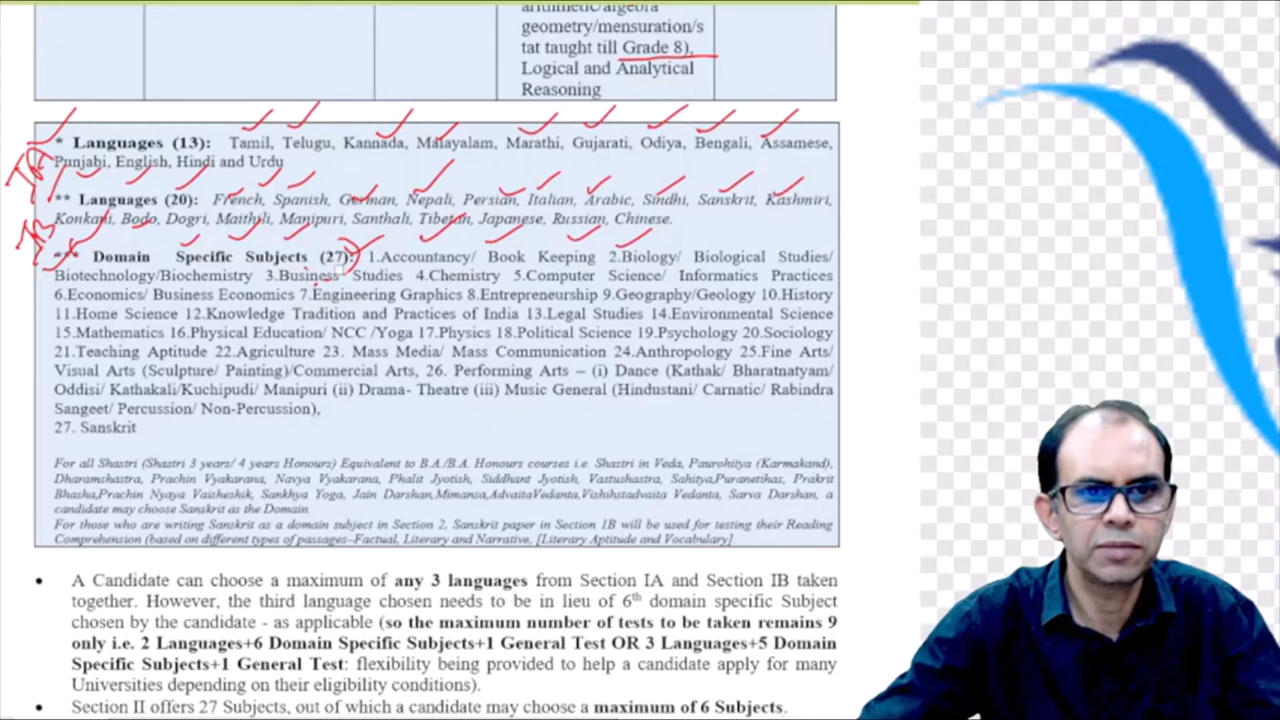 arithmetic/algebra
geometry/mensuration/s
tat taught till Grade 8),
Logical and Analytical
Reasoning
* Languages (13): Tamil, Telugu, Kannada, Malayalam, Marathi, Gujarati, Odiya, Bengali, Assamese,
Punjabi, English, Hindi and Urdu
IA
** Languages (20): French, Spanish, German, Nepali, Persian, Italian, Arabic, Sindhi, Sanskrit, Kashmiri,
Konkani, Bodo, Dogri, Maithili, Manipuri, Santhali, Tibetan, Japanese, Russian, Chinese.
IB
*** Domain Specific Subjects (27): 1.Accountancy/ Book Keeping 2.Biology/ Biological Studies/
Biotechnology/Biochemistry 3.Business Studies 4.Chemistry 5.Computer Science/ Informatics Practices
6.Economics/ Business Economics 7.Engineering Graphics 8.Entrepreneurship 9.Geography/Geology 10.History
11.Home Science 12.Knowledge Tradition and Practices of India 13.Legal Studies 14.Environmental Science
15.Mathematics 16.Physical Education/ NCC /Yoga 17.Physics 18.Political Science 19.Psychology 20.Sociology
21.Teaching Aptitude 22.Agriculture 23. Mass Media/ Mass Communication 24.Anthropology 25.Fine Arts/
Visual Arts (Sculpture/ Painting)/Commercial Arts, 26. Performing Arts – (i) Dance (Kathak/ Bharatnatyam/
Oddisi/ Kathakali/Kuchipudi/ Manipuri (ii) Drama- Theatre (iii) Music General (Hindustani/ Carnatic/ Rabindra
Sangeet/ Percussion/ Non-Percussion),
27. Sanskrit
For all Shastri (Shastri 3 years/ 4 years Honours) Equivalent to B.A./B.A. Honours courses i.e. Shastri in Veda, Paurohitya (Karmakand),
Dharamshastra, Prachin Vyakarana, Navya Vyakarana, Phalit Jyotish, Siddhant Jyotish, Vastushastra, Sahitya,Puranetihas, Prakrit
Bhasha,Prachin Nyaya Vaisheshik, Sankhya Yoga, Jain Darshan,Mimansa,AdvaitaVedanta,Vishihstadvaita Vedanta, Sarva Darshan, a
candidate may choose Sanskrit as the Domain.
For those who are writing Sanskrit as a domain subject in Section 2, Sanskrit paper in Section 1B will be used for testing their Reading
Comprehension (based on different types of passages–Factual, Literary and Narrative, [Literary Aptitude and Vocabulary].
• A Candidate can choose a maximum of any 3 languages from Section IA and Section IB taken
together. However, the third language chosen needs to be in lieu of 6th domain specific Subject
chosen by the candidate - as applicable (so the maximum number of tests to be taken remains 9
only i.e. 2 Languages+6 Domain Specific Subjects+1 General Test OR 3 Languages+5 Domain
Specific Subjects+1 General Test: flexibility being provided to help a candidate apply for many
Universities depending on their eligibility conditions).
• Section II offers 27 Subjects, out of which a candidate may choose a maximum of 6 Subjects.